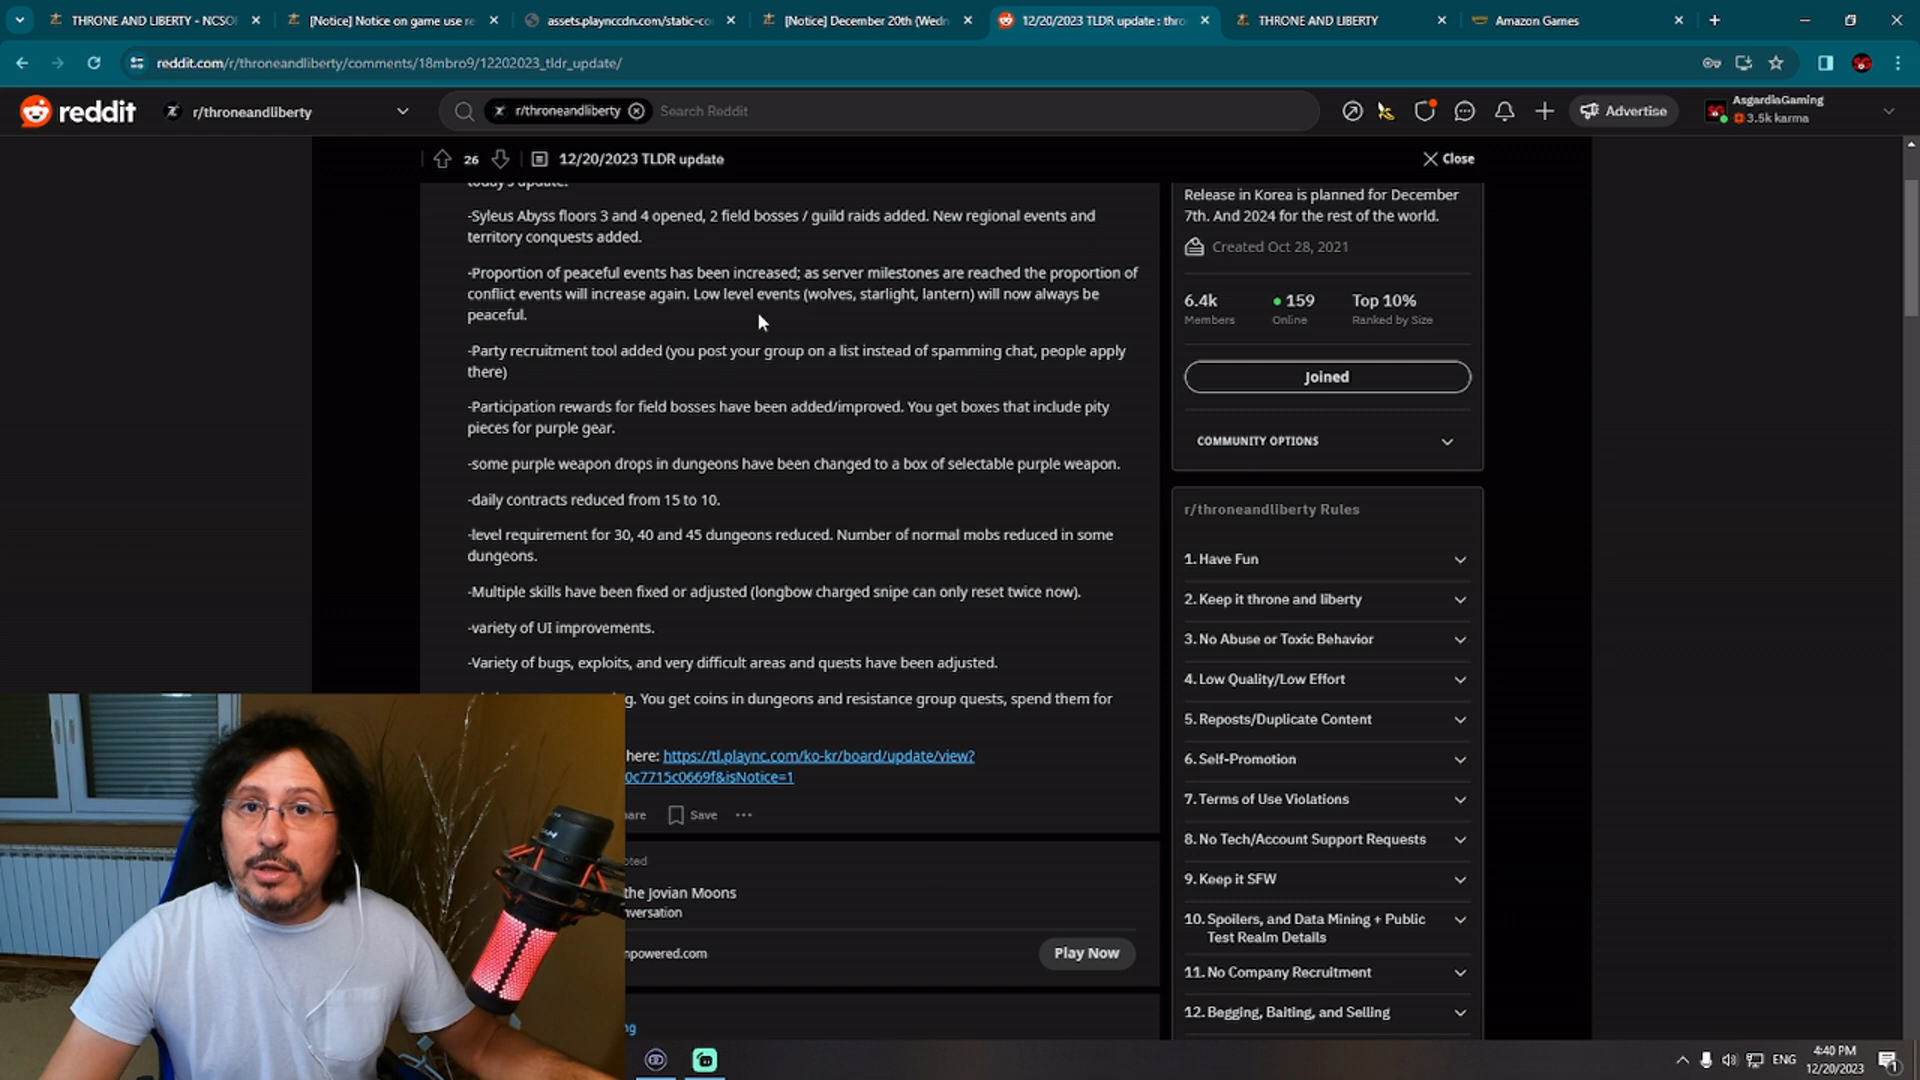 THRONE AND LIBERTY - NCSO
[Notice] Notice on game use re
assets.playnccdn.com/static-co
[Notice] December 20th (Wedn
12/20/2023 TLDR update : thro
THRONE AND LIBERTY
Amazon Games
reddit.com/r/throneandliberty/comments/18mbro9/12202023_tldr_update/
reddit
r/throneandliberty
r/throneandliberty
Search Reddit
Advertise
AsgardiaGaming
3.5k karma
26
12/20/2023 TLDR update
Close
today's update.
-Syleus Abyss floors 3 and 4 opened, 2 field bosses / guild raids added. New regional events and
territory conquests added.
-Proportion of peaceful events has been increased; as server milestones are reached the proportion of
conflict events will increase again. Low level events (wolves, starlight, lantern) will now always be
peaceful.
-Party recruitment tool added (you post your group on a list instead of spamming chat, people apply
there)
-Participation rewards for field bosses have been added/improved. You get boxes that include pity
pieces for purple gear.
-some purple weapon drops in dungeons have been changed to a box of selectable purple weapon.
-daily contracts reduced from 15 to 10.
-level requirement for 30, 40 and 45 dungeons reduced. Number of normal mobs reduced in some
dungeons.
-Multiple skills have been fixed or adjusted (longbow charged snipe can only reset twice now).
-variety of UI improvements.
-Variety of bugs, exploits, and very difficult areas and quests have been adjusted.
g. You get coins in dungeons and resistance group quests, spend them for
here: https://tl.plaync.com/ko-kr/board/update/view?
0c7715c0669f&isNotice=1
are
Save
oted
the Jovian Moons
nversation
npowered.com
Play Now
ng
Release in Korea is planned for December
7th. And 2024 for the rest of the world.
Created Oct 28, 2021
6.4k
159
Top 10%
Members
Online
Ranked by Size
Joined
COMMUNITY OPTIONS
r/throneandliberty Rules
1. Have Fun
2. Keep it throne and liberty
3. No Abuse or Toxic Behavior
4. Low Quality/Low Effort
5. Reposts/Duplicate Content
6. Self-Promotion
7. Terms of Use Violations
8. No Tech/Account Support Requests
9. Keep it SFW
10. Spoilers, and Data Mining + Public
Test Realm Details
11. No Company Recruitment
12. Begging, Baiting, and Selling
ENG
4:40 PM
12/20/2023
1